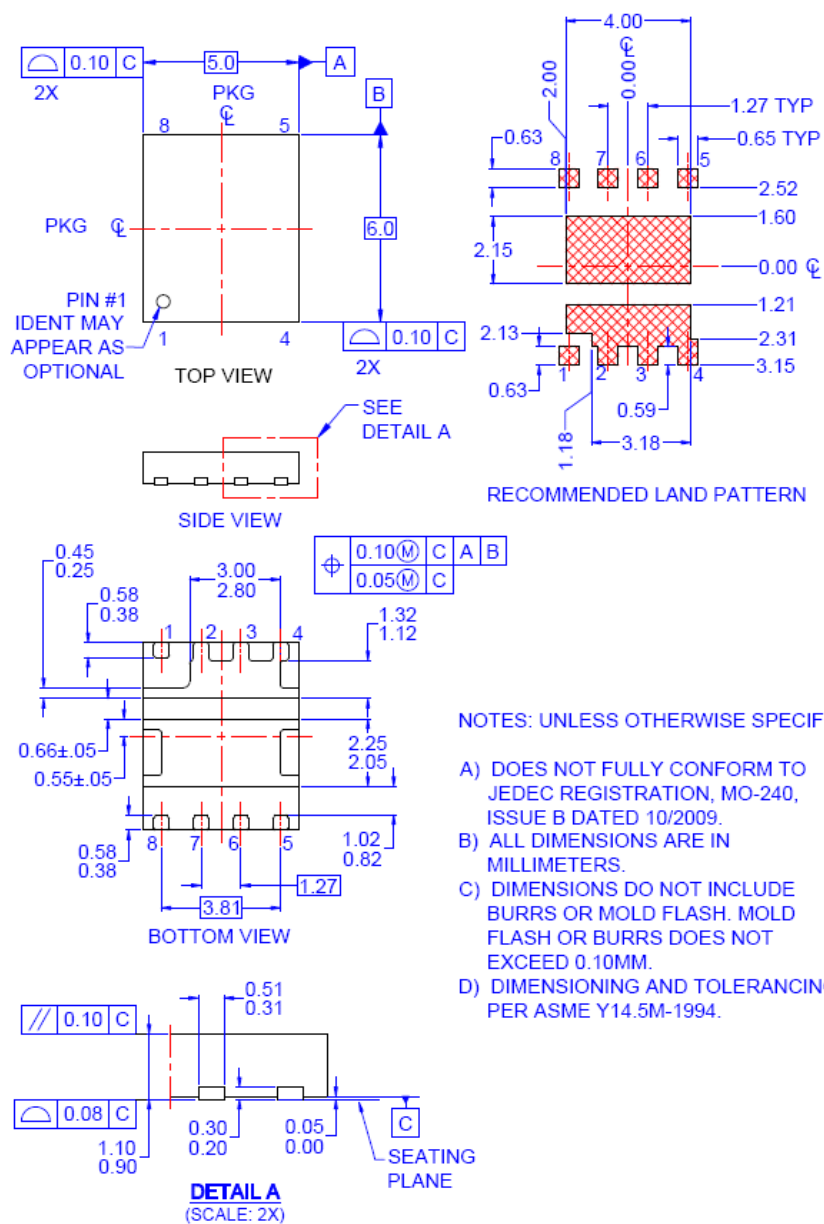 0.10 C
2X
5.0
A
PKG
℄
B
8
5
PKG ℄
6.0
PIN #1
IDENT MAY
APPEAR AS
OPTIONAL
1
4
0.10 C
2X
TOP VIEW
4.00
℄
0.00
2.00
1.27 TYP
0.65 TYP
0.63
8
7
6
5
2.52
1.60
2.15
0.00 ℄
1.21
2.13
2.31
3.15
0.63
1
2
3
4
0.59
1.18
3.18
RECOMMENDED LAND PATTERN
SEE
DETAIL A
SIDE VIEW
⌖ 0.10Ⓜ C A B
0.05Ⓜ C
0.45
0.25
3.00
2.80
0.58
0.38
1.32
1.12
1
2
3
4
0.66±.05
0.55±.05
2.25
2.05
0.58
0.38
8
7
6
5
1.02
0.82
1.27
3.81
BOTTOM VIEW
NOTES: UNLESS OTHERWISE SPECIF
A) DOES NOT FULLY CONFORM TO
JEDEC REGISTRATION, MO-240,
ISSUE B DATED 10/2009.
B) ALL DIMENSIONS ARE IN
MILLIMETERS.
C) DIMENSIONS DO NOT INCLUDE
BURRS OR MOLD FLASH. MOLD
FLASH OR BURRS DOES NOT
EXCEED 0.10MM.
D) DIMENSIONING AND TOLERANCIN
PER ASME Y14.5M-1994.
0.51
0.31
// 0.10 C
0.08 C
1.10
0.90
0.30
0.20
0.05
0.00
C
SEATING
PLANE
DETAIL A
(SCALE: 2X)